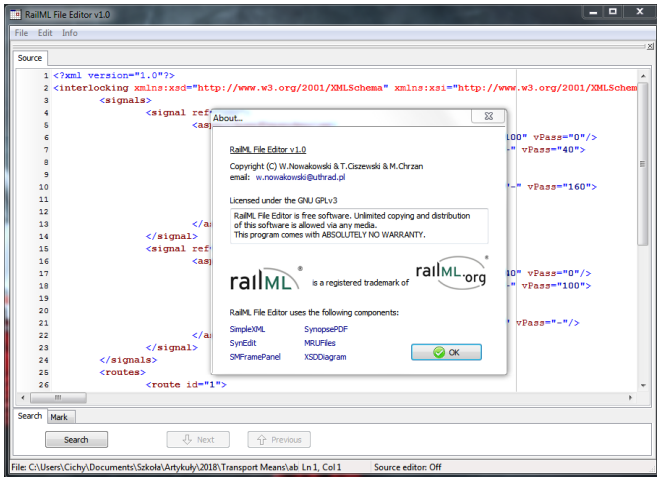 RailML File Editor v1.0
File Edit Info
Source
1 <?xml version="1.0"?>
2 <interlocking xmlns:xsd="http://www.w3.org/2001/XMLSchema" xmlns:xsi="http://www.w3.org/2001/XMLSchem
3 <signals>
4 <signal ref
5 <asp
6 100" vPass="0"/>
7 -" vPass="40">
8
9
10 "-" vPass="160">
11
12
13 </a
14 </signal>
15 <signal ref
16 <asp
17 40" vPass="0"/>
18 -" vPass="100">
19
20
21 " vPass="-"/>
22 </as
23 </signal>
24 </signals>
25 <routes>
26 <route id="1">
About...
RailML File Editor v1.0
Copyright (C) W.Nowakowski & T.Ciszewski & M.Chrzan
email: w.nowakowski@uthrad.pl
Licensed under the GNU GPLv3
RailML File Editor is free software. Unlimited copying and distribution
of this software is allowed via any media.
This program comes with ABSOLUTELY NO WARRANTY.
railML® is a registered trademark of railML.org®
RailML File Editor uses the following components:
SimpleXML SynopsePDF
SynEdit MRUFiles
SMFramePanel XSDDiagram
OK
Search Mark
Search Next Previous
File: C:\Users\Cichy\Documents\Szkoła\Artykuły\2018\Transport Means\ab Ln 1, Col 1 Source editor: Off